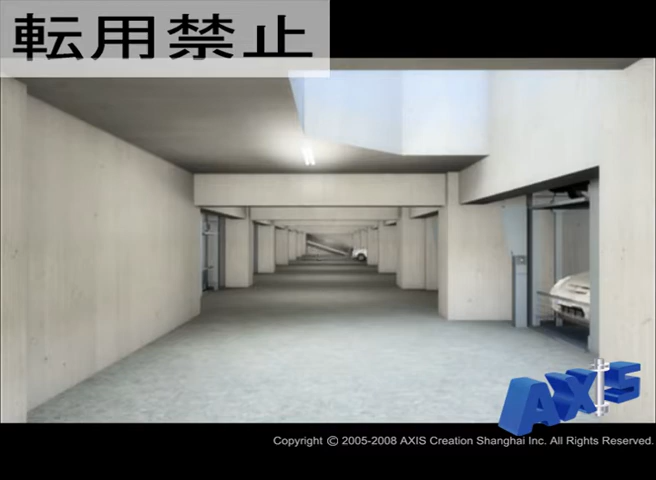 転用禁止
AXIS
Copyright © 2005-2008 AXIS Creation Shanghai Inc. All Rights Reserved.